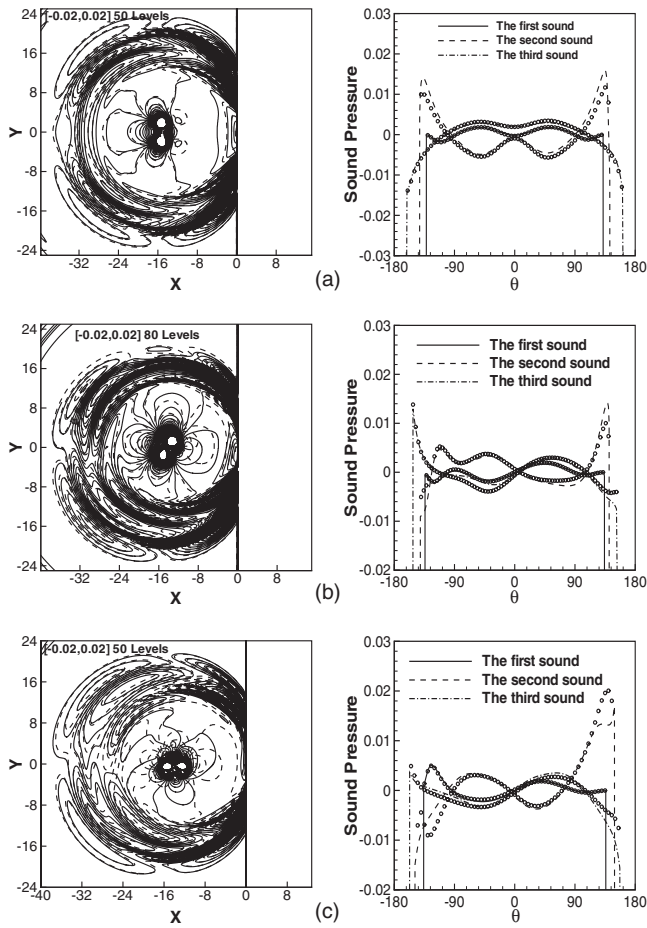 [-0.02,0.02] 50 Levels
24
16
8
0
-8
-16
-24
Y
-32
-24
-16
-8
0
8
X
0.03
0.02
0.01
0
-0.01
-0.02
-0.03
Sound Pressure
The first sound
The second sound
The third sound
-180
-90
0
90
180
θ
(a)
[-0.02,0.02] 80 Levels
24
16
8
0
-8
-16
-24
Y
-40
-32
-24
-16
-8
0
8
X
0.03
0.02
0.01
0
-0.01
-0.02
Sound Pressure
The first sound
The second sound
The third sound
-180
-90
0
90
180
θ
(b)
[-0.02,0.02] 50 Levels
24
16
8
0
-8
-16
24
Y
-40
-32
-24
-16
-8
0
-8
X
0.03
0.02
0.01
0
-0.01
-0.02
Sound Pressure
The first sound
The second sound
The third sound
-180
-90
0
90
180
θ
(c)